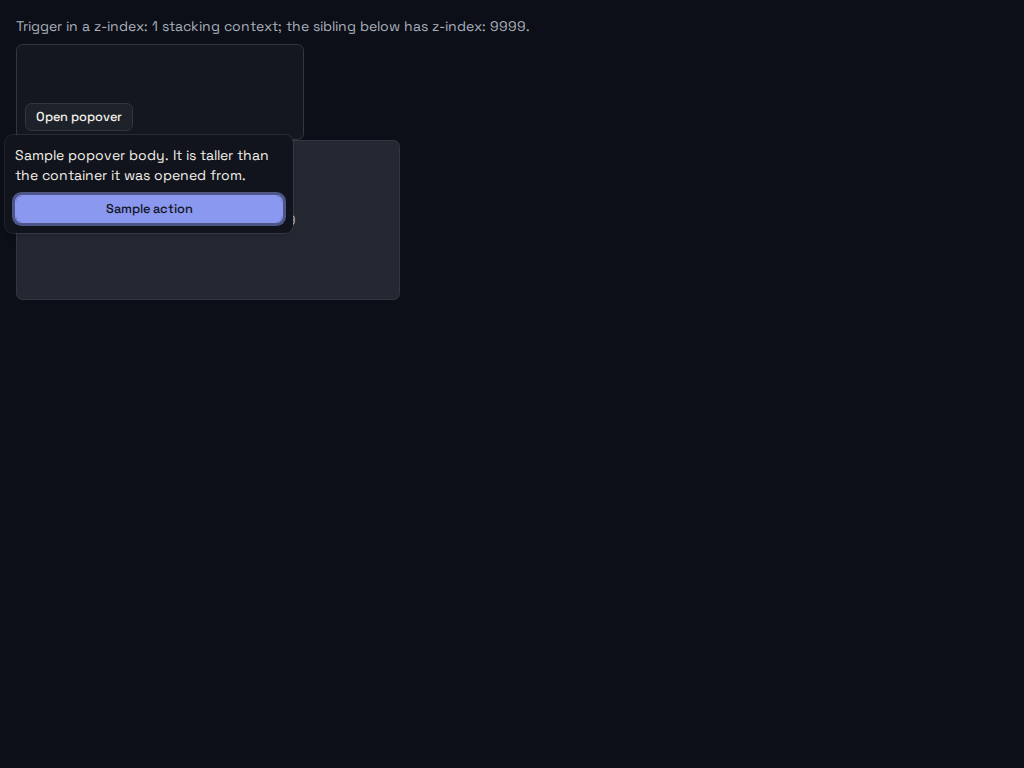 Trigger in a z-index: 1 stacking context; the sibling below has z-index: 9999.
Open popover
Sample popover body. It is taller than
the container it was opened from.
Sample action